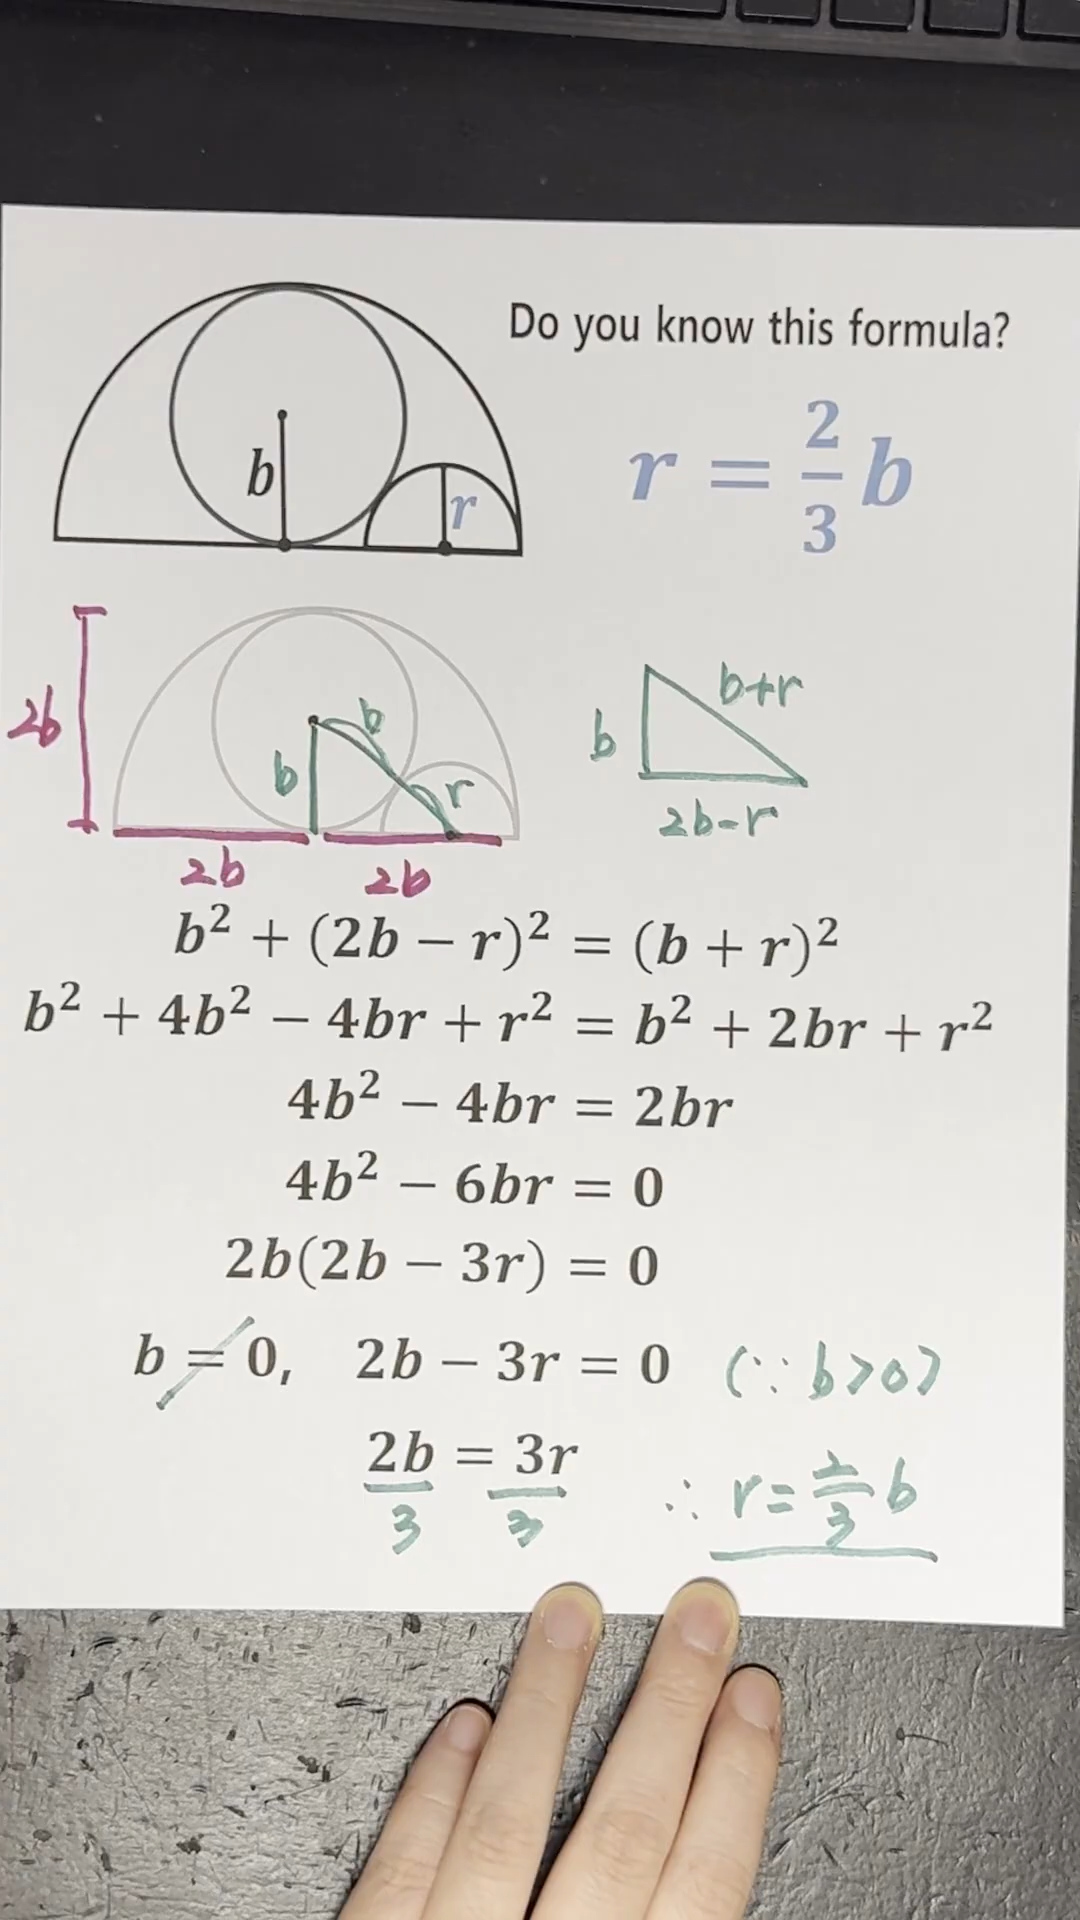 Do you know this formula?
b
r
r = 2/3 b
2b
b
b
r
2b
2b
b
b+r
2b-r
b² + (2b − r)² = (b + r)²
b² + 4b² − 4br + r² = b² + 2br + r²
4b² − 4br = 2br
4b² − 6br = 0
2b(2b − 3r) = 0
b = 0, 2b − 3r = 0 (∵ b>0)
2b = 3r
3 3
∴ r = 2/3 b